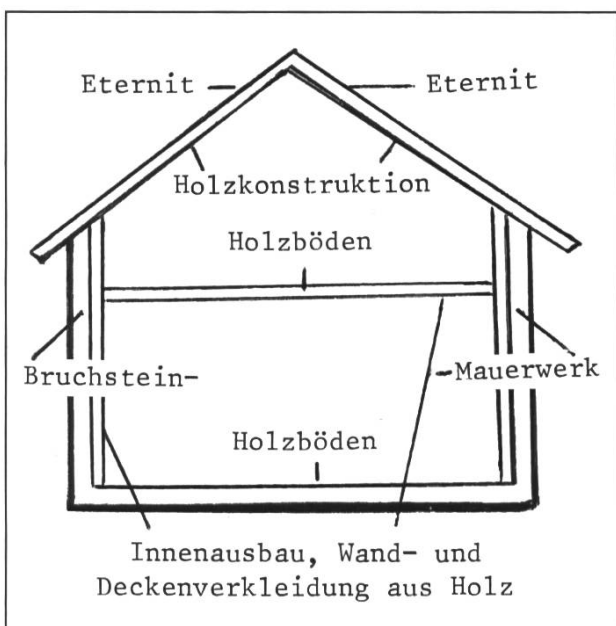 Eternit Eternit
Holzkonstruktion
Holzböden
Bruchstein- -Mauerwerk
Holzböden
Innenausbau, Wand- und
Deckenverkleidung aus Holz